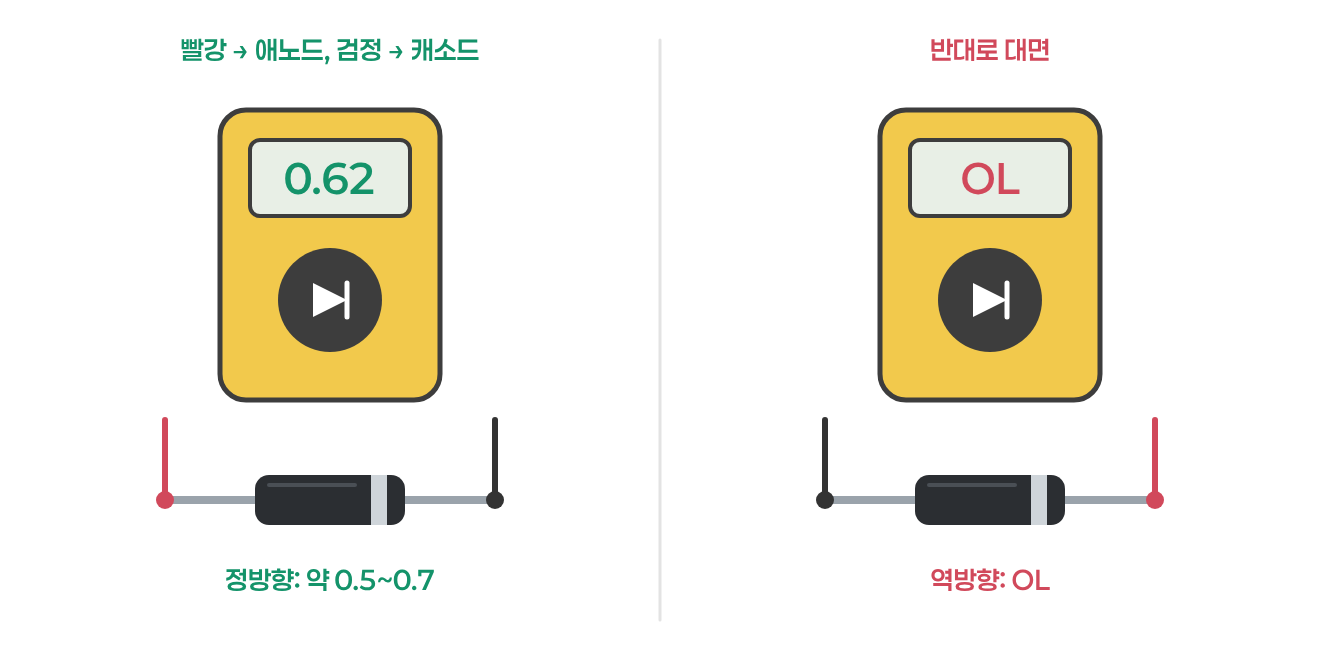 빨강 → 애노드, 검정 → 캐소드
0.62
정방향: 약 0.5~0.7
반대로 대면
OL
역방향: OL